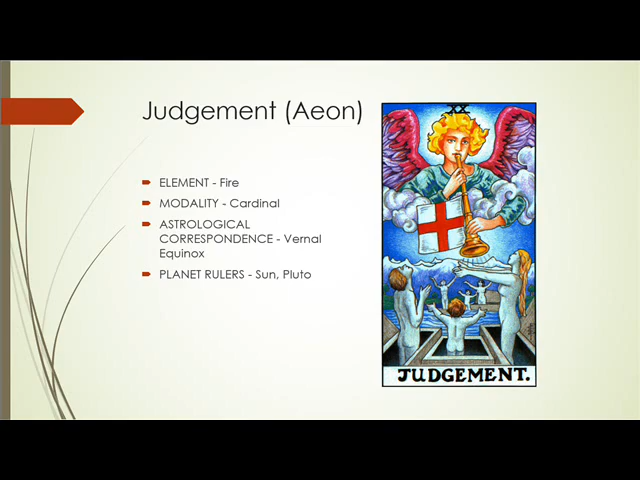 Judgement (Aeon)
ELEMENT - Fire
MODALITY - Cardinal
ASTROLOGICAL
CORRESPONDENCE - Vernal
Equinox
PLANET RULERS - Sun, Pluto
XX
JUDGEMENT.